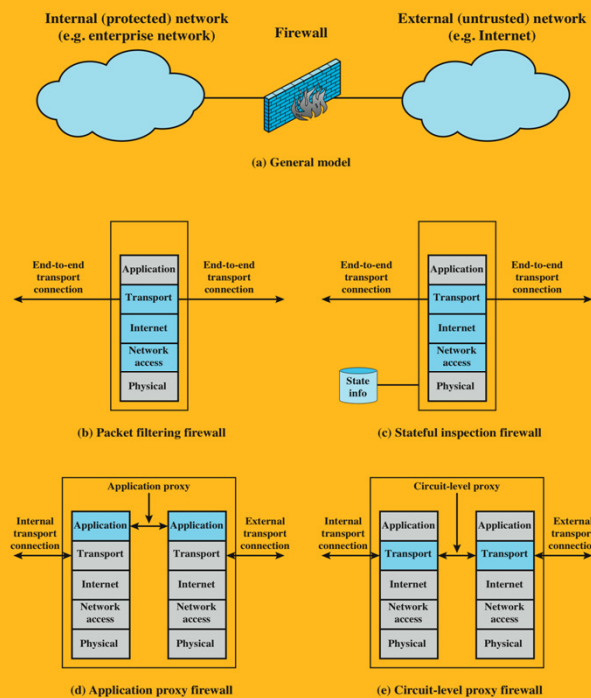 Internal (protected) network
(e.g. enterprise network)
Firewall
External (untrusted) network
(e.g. Internet)
(a) General model
End-to-end
transport
connection
Application
Transport
Internet
Network
access
Physical
End-to-end
transport
connection
(b) Packet filtering firewall
End-to-end
transport
connection
Application
Transport
Internet
Network
access
Physical
End-to-end
transport
connection
State
info
(c) Stateful inspection firewall
Application proxy
Internal
transport
connection
Application
Transport
Internet
Network
access
Physical
Application
Transport
Internet
Network
access
Physical
External
transport
connection
(d) Application proxy firewall
Circuit-level proxy
Internal
transport
connection
Application
Transport
Internet
Network
access
Physical
Application
Transport
Internet
Network
access
Physical
External
transport
connection
(e) Circuit-level proxy firewall